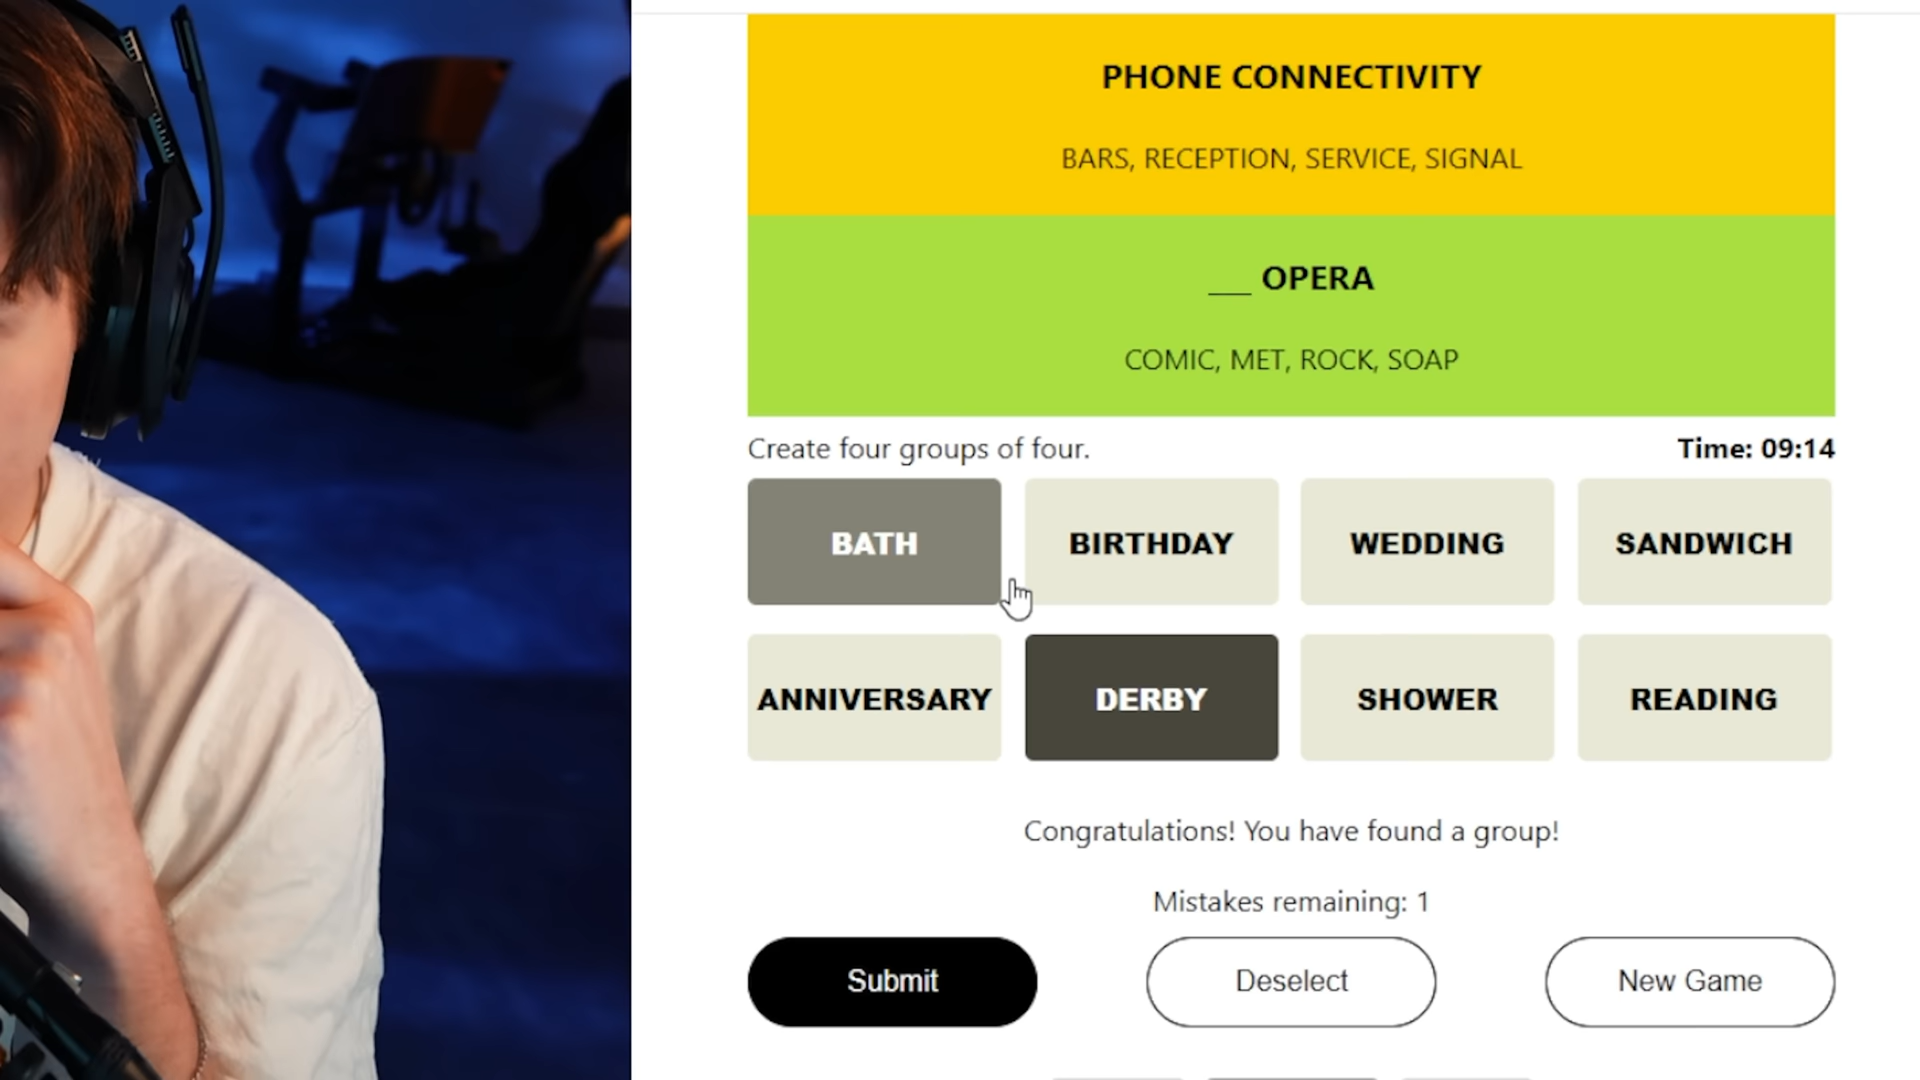 PHONE CONNECTIVITY
BARS, RECEPTION, SERVICE, SIGNAL
___ OPERA
COMIC, MET, ROCK, SOAP
Create four groups of four.
Time: 09:14
BATH
BIRTHDAY
WEDDING
SANDWICH
ANNIVERSARY
DERBY
SHOWER
READING
Congratulations! You have found a group!
Mistakes remaining: 1
Submit
Deselect
New Game